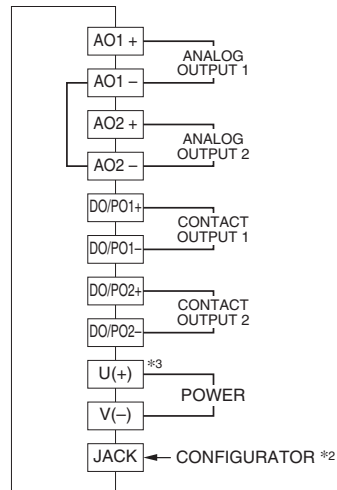 AO1 +
ANALOG
OUTPUT 1
AO1 –
AO2 +
ANALOG
OUTPUT 2
AO2 –
DO/PO1+
CONTACT
OUTPUT 1
DO/PO1–
DO/PO2+
CONTACT
OUTPUT 2
DO/PO2–
U(+) *3
POWER
V(–)
JACK CONFIGURATOR *2